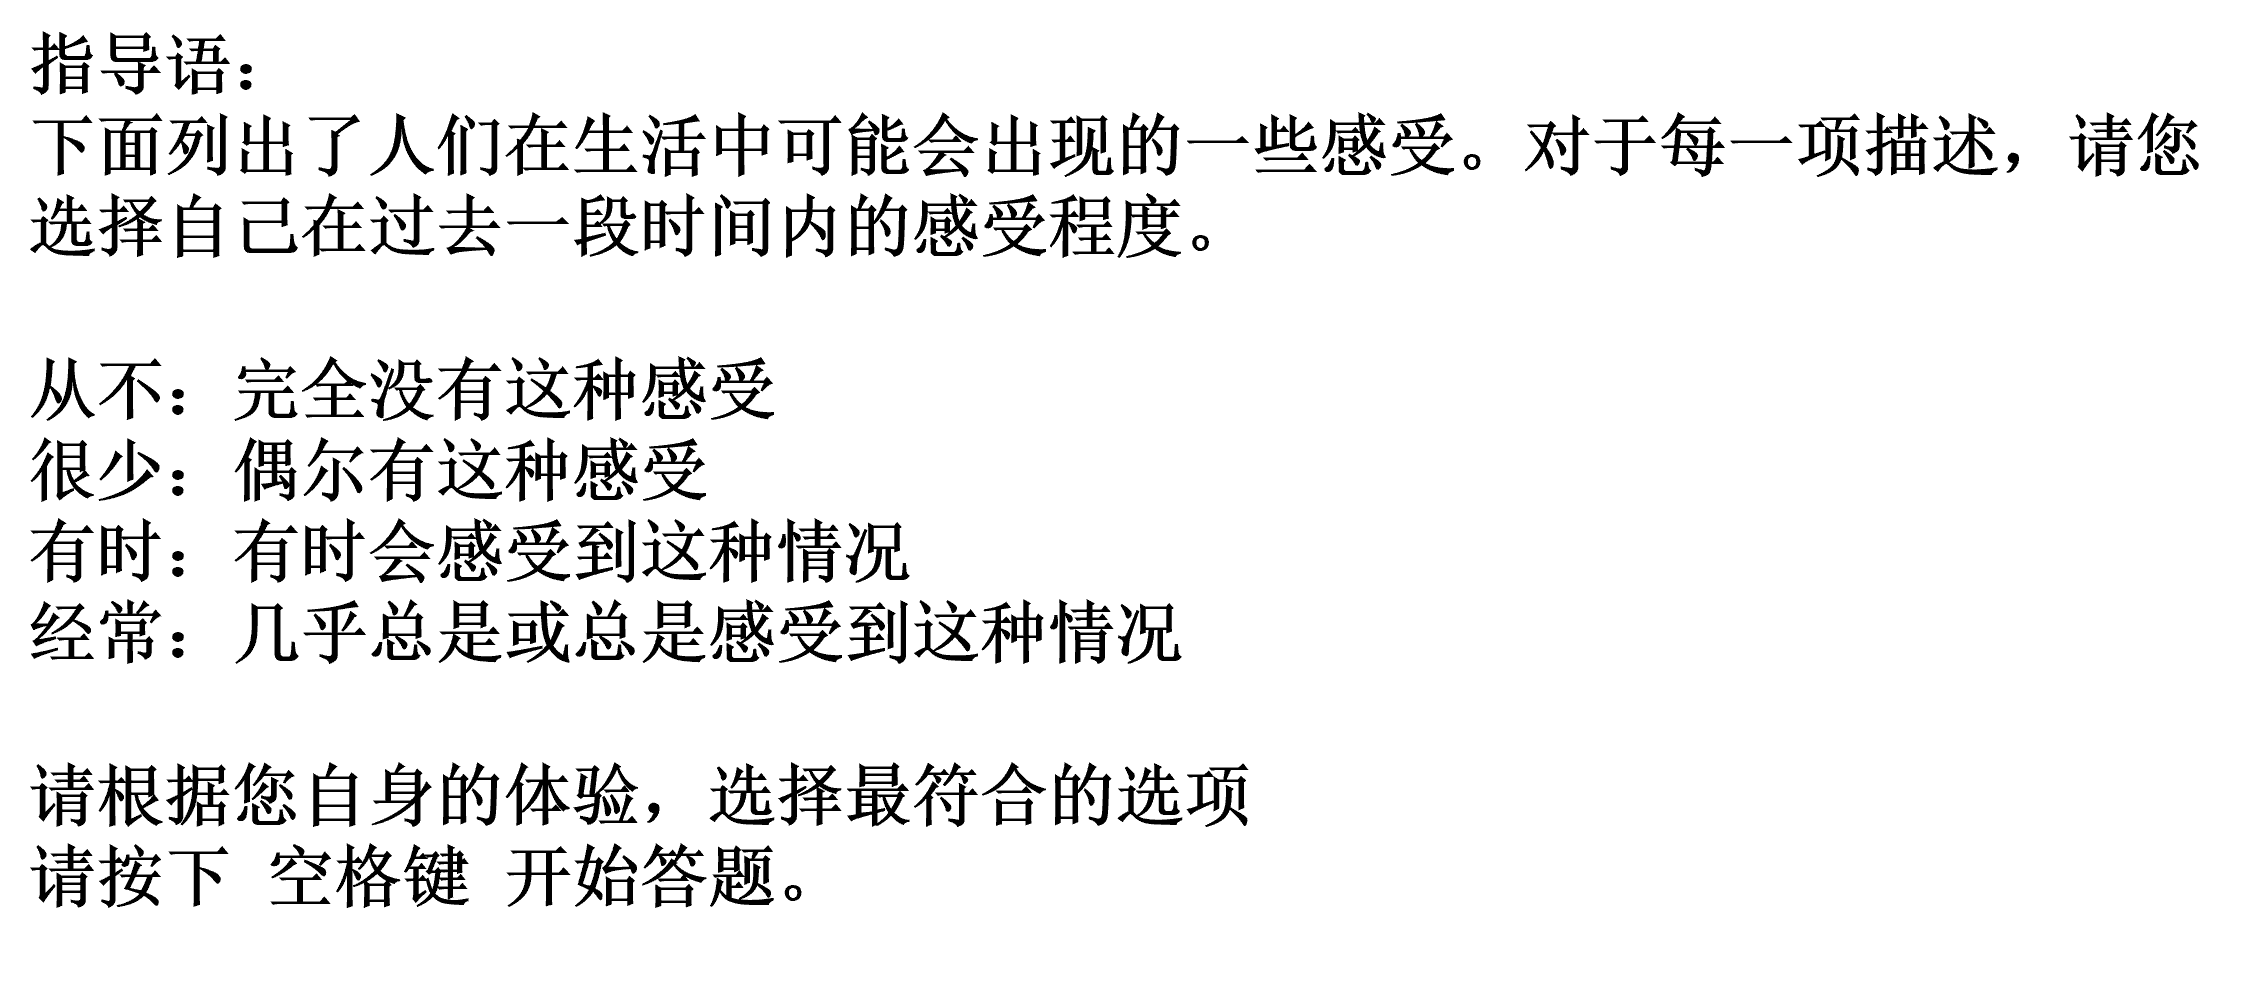 指导语：
下面列出了人们在生活中可能会出现的一些感受。对于每一项描述，请您
选择自己在过去一段时间内的感受程度。
从不：完全没有这种感受
很少：偶尔有这种感受
有时：有时会感受到这种情况
经常：几乎总是或总是感受到这种情况
请根据您自身的体验，选择最符合的选项
请按下 空格键 开始答题。